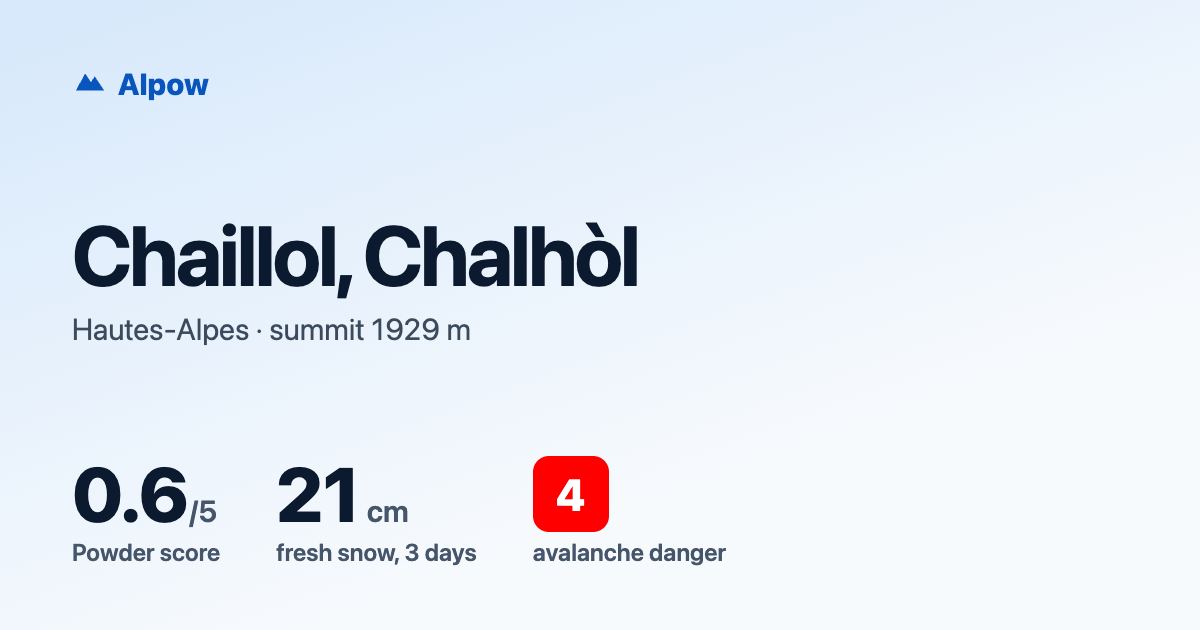 Alpow
Chaillol, Chalhòl
Hautes-Alpes · summit 1929 m
0.6/5
Powder score
21 cm
fresh snow, 3 days
4
avalanche danger